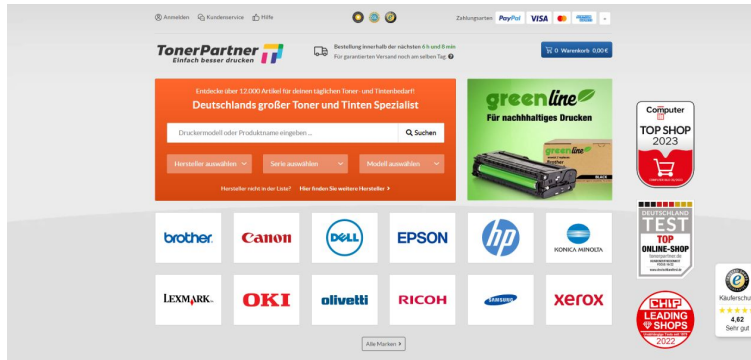 Anmelden Kundenservice Hilfe
Zahlungsarten PayPal VISA
TonerPartner
Einfach besser drucken
Bestellung innerhalb der nächsten 6 h und 8 min
Für garantierten Versand noch am selben Tag
0 Warenkorb 0,00 €
Entdecke über 12.000 Artikel für deinen täglichen Toner- und Tintenbedarf!
Deutschlands großer Toner und Tinten Spezialist
Druckermodell oder Produktname eingeben ...
Suchen
Hersteller auswählen
Serie auswählen
Modell auswählen
Hersteller nicht in der Liste? Hier finden Sie weitere Hersteller >
greenline
Für nachhhaltiges Drucken
greenline
Brother
BLACK
Computer
TOP SHOP
2023
brother
Canon
DELL
EPSON
hp
KONICA MINOLTA
DEUTSCHLAND
TEST
TOP
ONLINE-SHOP
tonerpartner.de
LEXMARK
OKI
olivetti
RICOH
SAMSUNG
xerox
CHIP
LEADING
SHOPS
2022
Käuferschu
4,62
Sehr gut
Alle Marken >